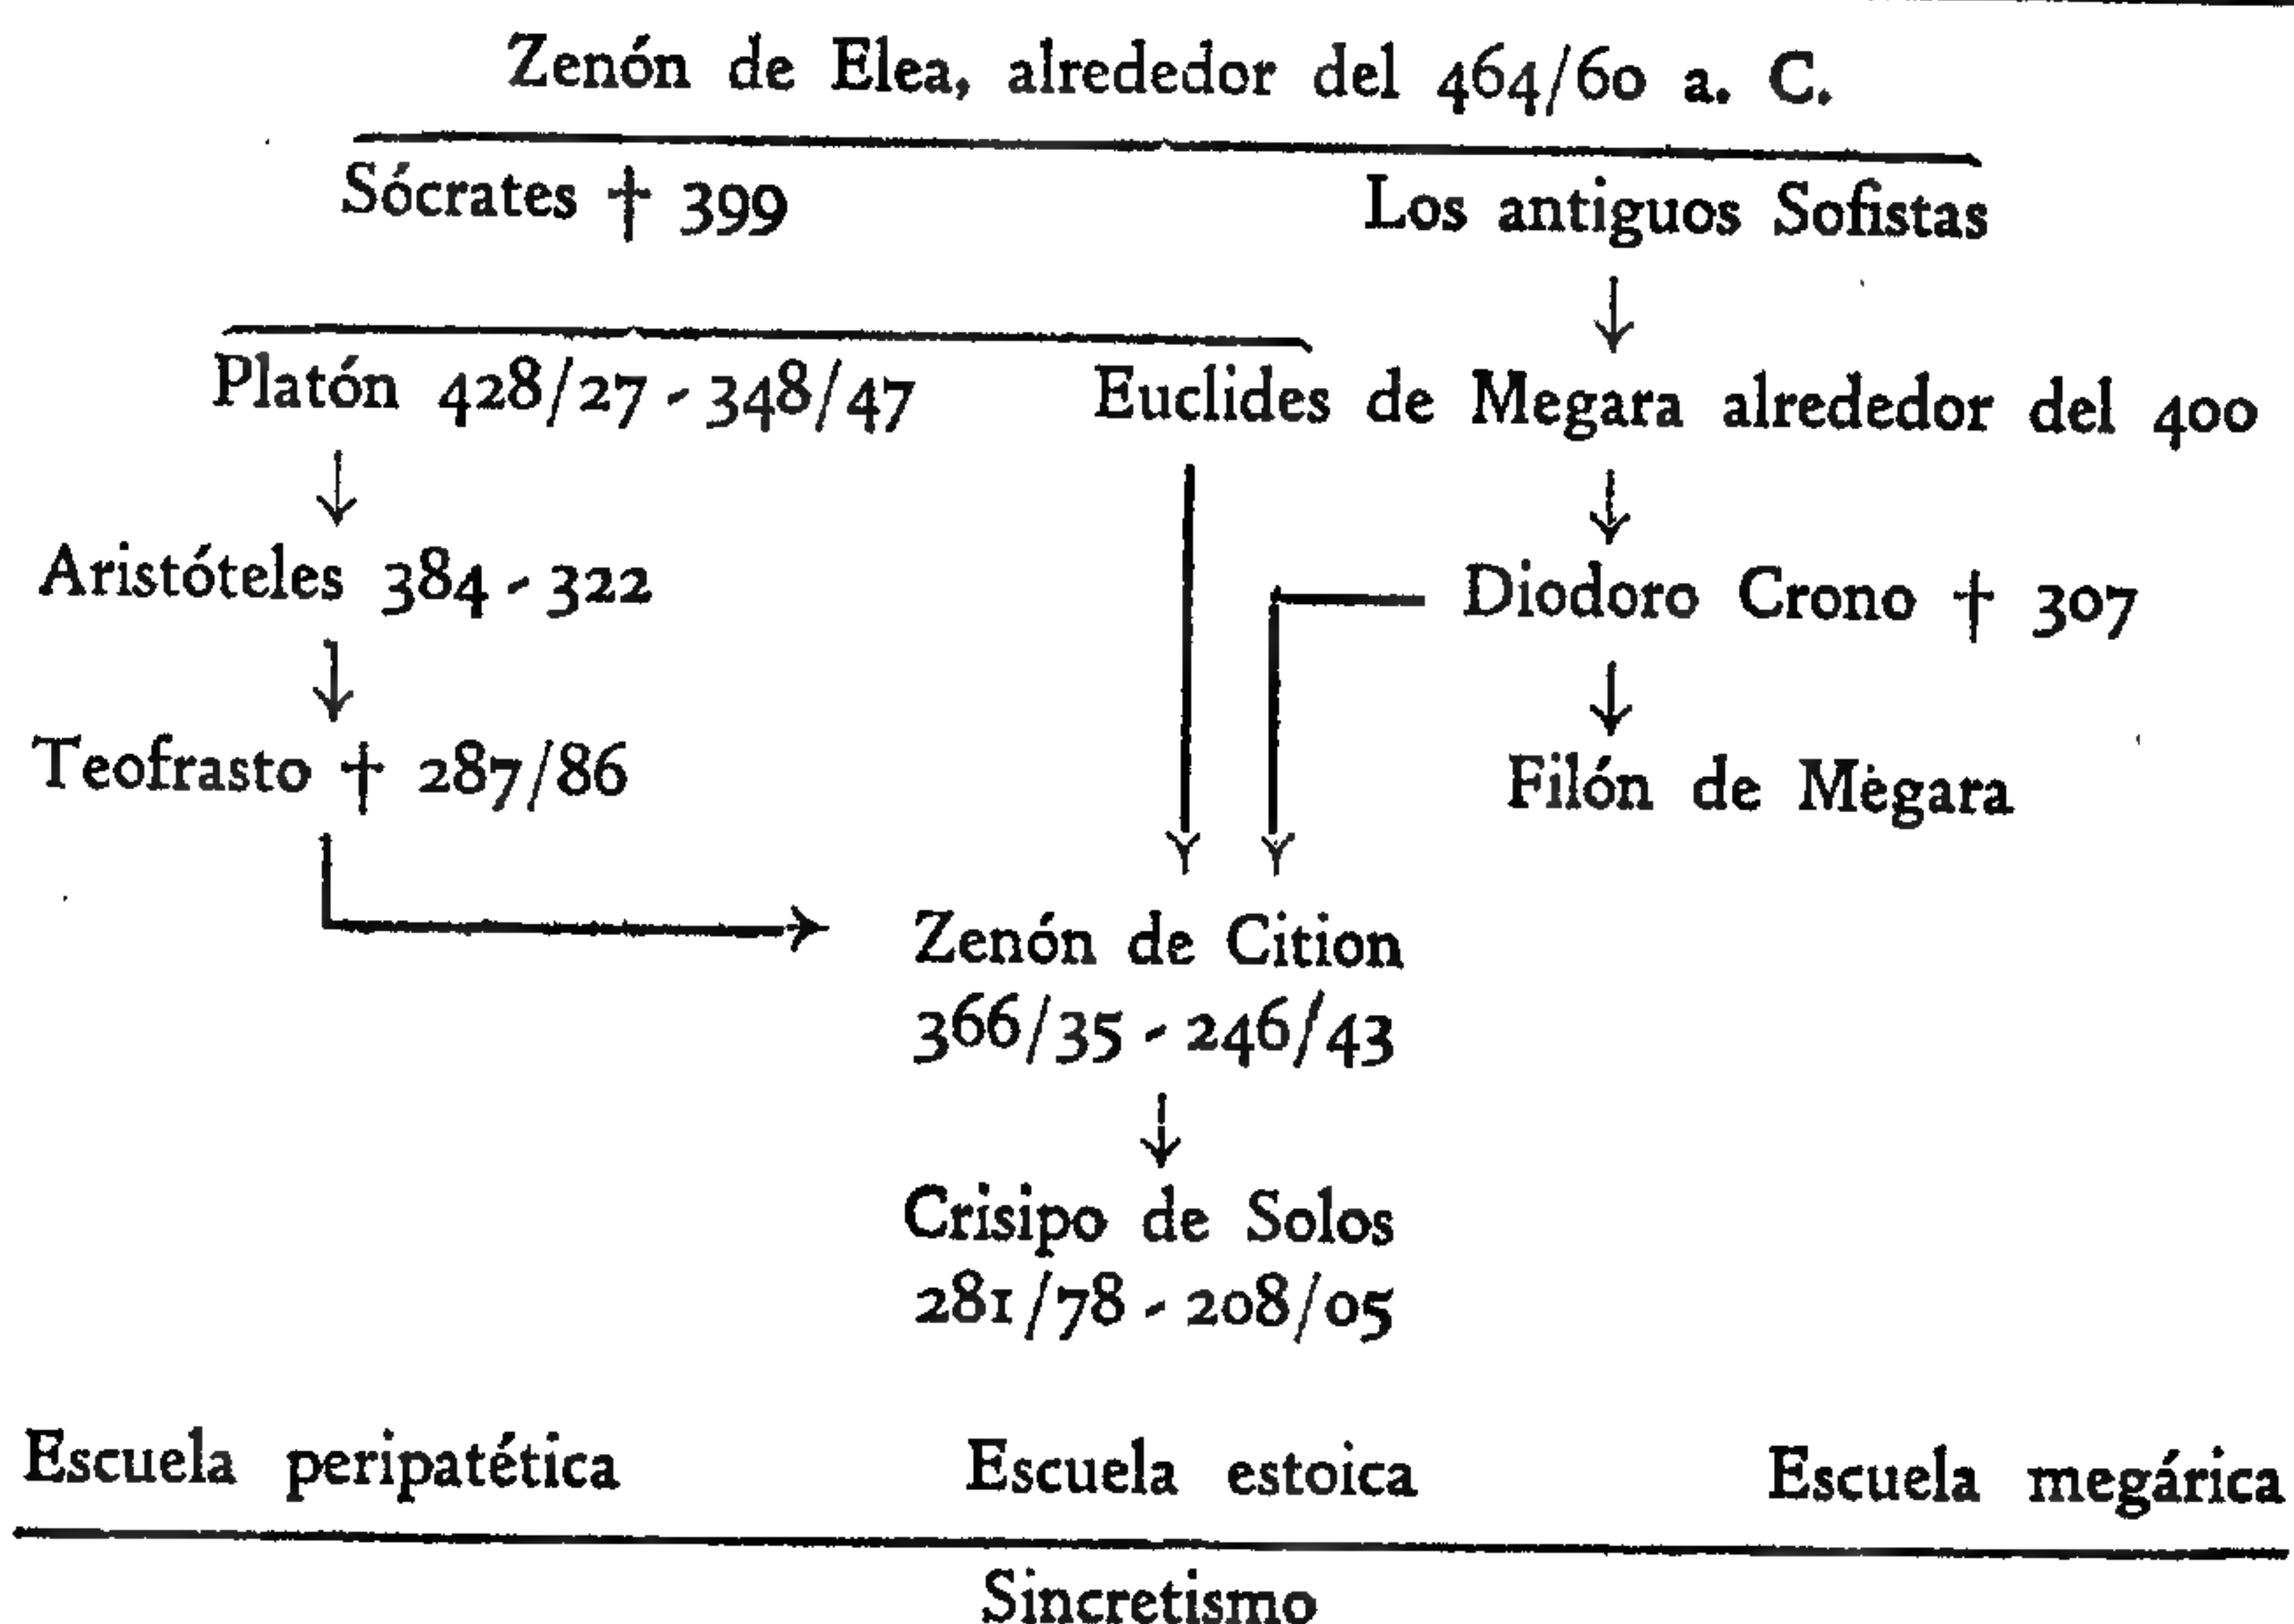 Zenón de Elea, alrededor del 464/60 a. C.
Sócrates † 399
Los antiguos Sofistas
Platón 428/27 - 348/47
Euclides de Megara alrededor del 400
Aristóteles 384 - 322
Diodoro Crono † 307
Teofrasto † 287/86
Filón de Megara
Zenón de Cition
366/35 - 246/43
Crisipo de Solos
281/78 - 208/05
Escuela peripatética
Escuela estoica
Escuela megárica
Sincretismo